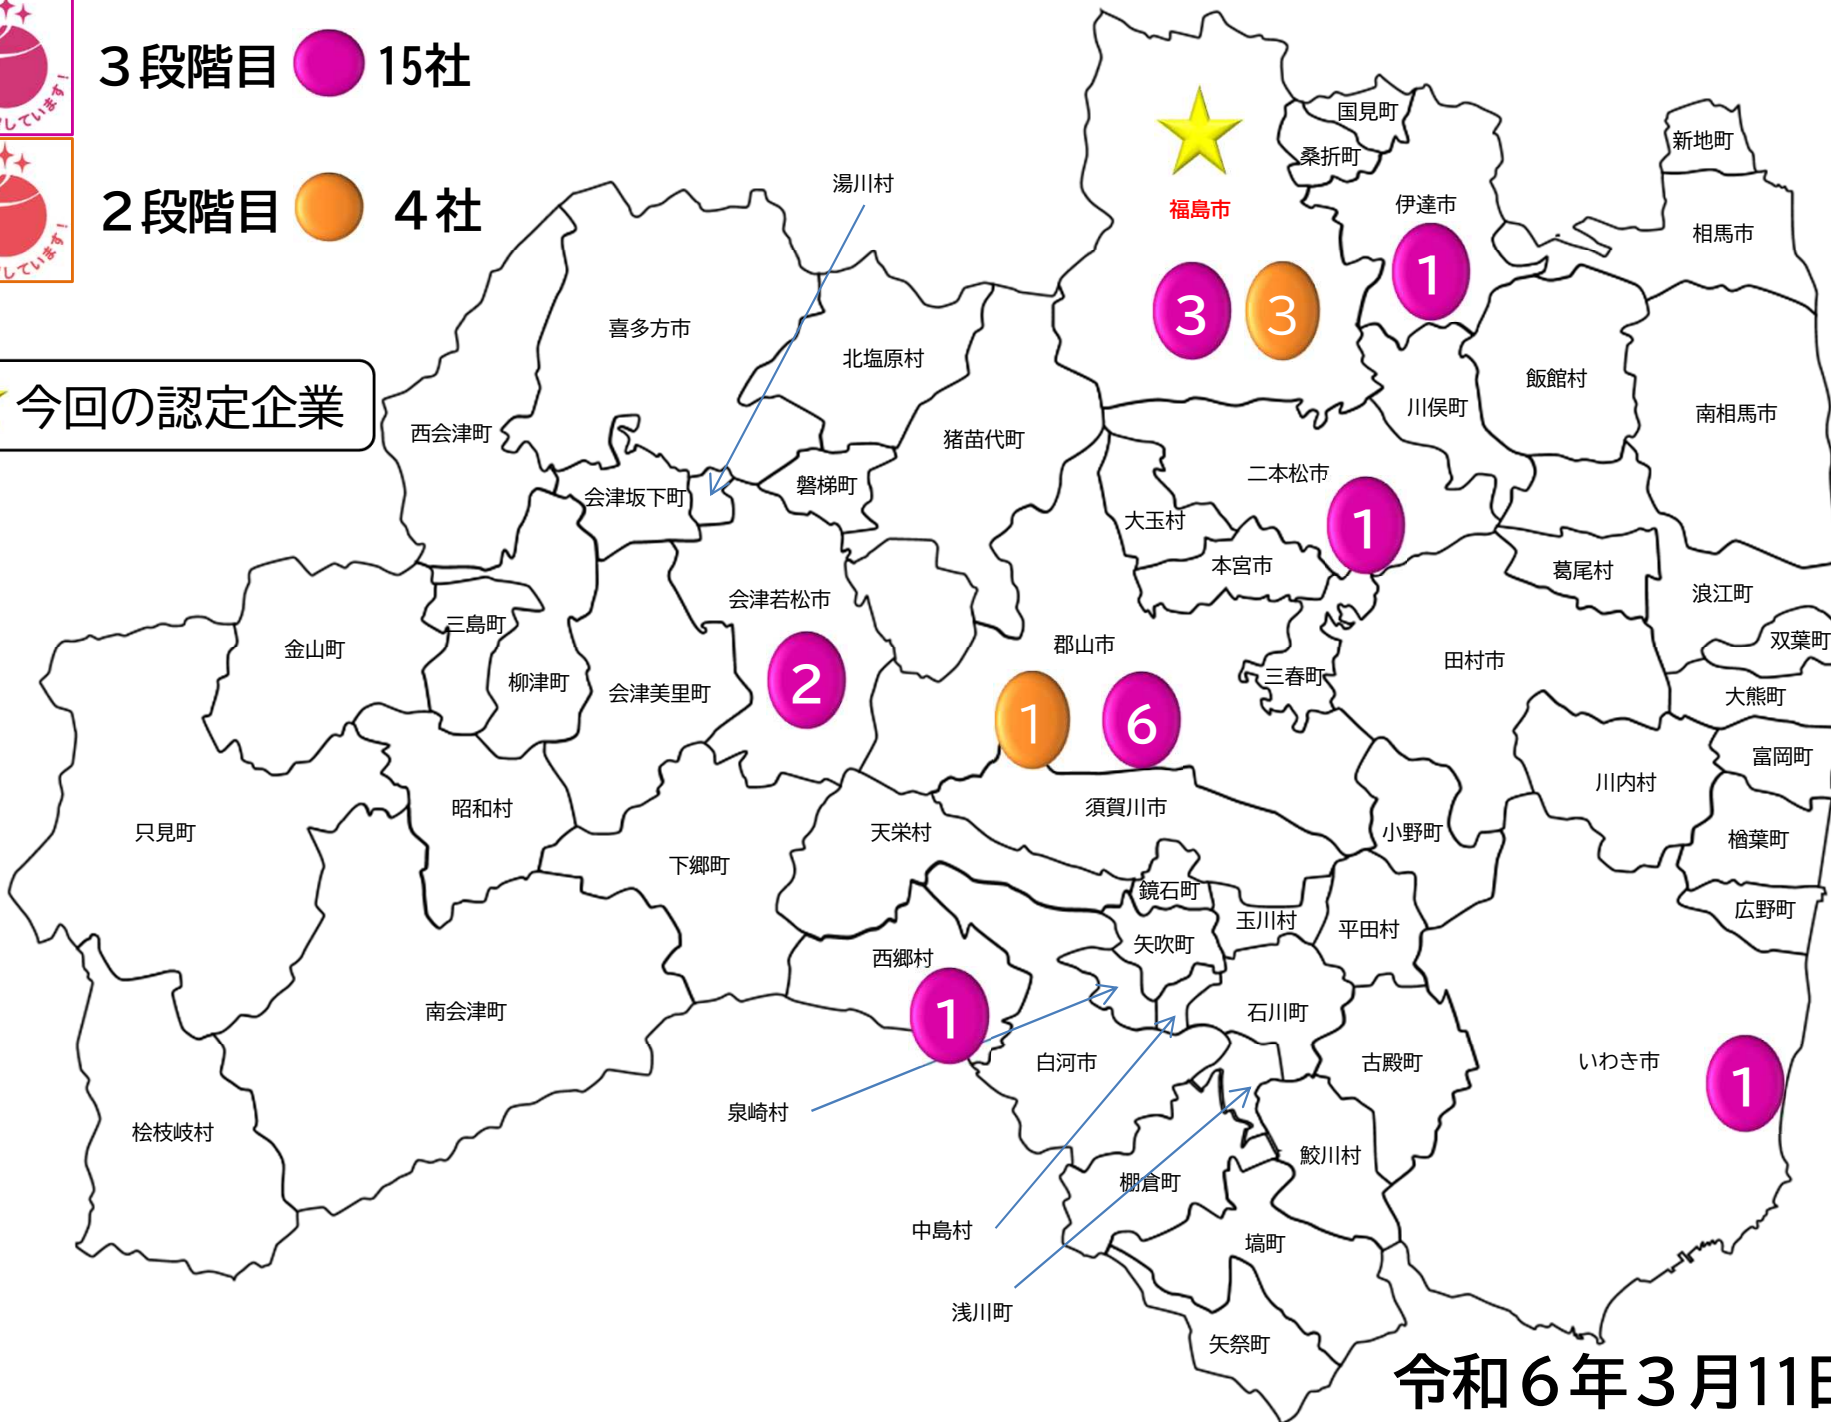 しています！
３段階目 15社
しています！
２段階目 ４社
今回の認定企業
国見町
桑折町
新地町
湯川村
福島市
伊達市
相馬市
1
3
3
喜多方市
北塩原村
飯館村
川俣町
南相馬市
西会津町
猪苗代町
二本松市
会津坂下町
磐梯町
大玉村
1
本宮市
葛尾村
会津若松市
浪江町
三島町
双葉町
金山町
郡山市
田村市
柳津町
会津美里町
2
三春町
大熊町
1
6
富岡町
川内村
昭和村
須賀川市
只見町
天栄村
小野町
楢葉町
下郷町
鏡石町
広野町
玉川村
平田村
矢吹町
西郷村
南会津町
1
石川町
白河市
古殿町
いわき市
1
泉崎村
桧枝岐村
鮫川村
棚倉町
中島村
塙町
浅川町
矢祭町
令和６年３月11日